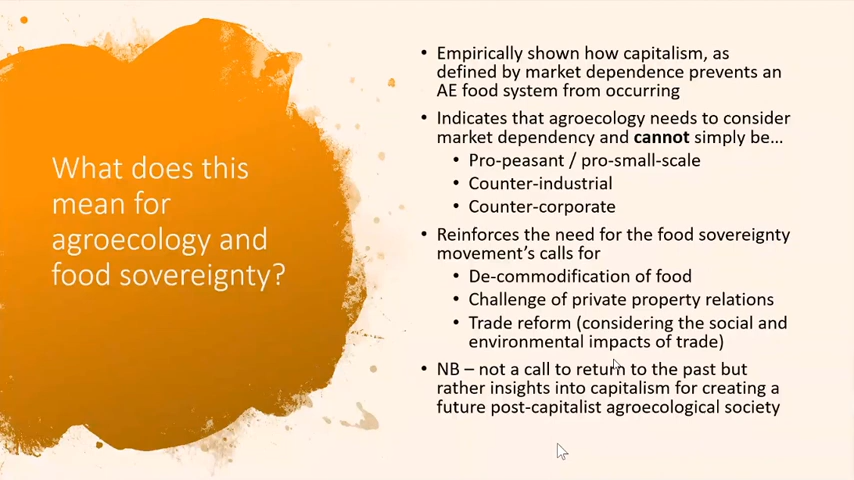 What does this
mean for
agroecology and
food sovereignty?
• Empirically shown how capitalism, as
defined by market dependence prevents an
AE food system from occurring
• Indicates that agroecology needs to consider
market dependency and cannot simply be...
• Pro-peasant / pro-small-scale
• Counter-industrial
• Counter-corporate
• Reinforces the need for the food sovereignty
movement's calls for
• De-commodification of food
• Challenge of private property relations
• Trade reform (considering the social and
environmental impacts of trade)
• NB – not a call to return to the past but
rather insights into capitalism for creating a
future post-capitalist agroecological society